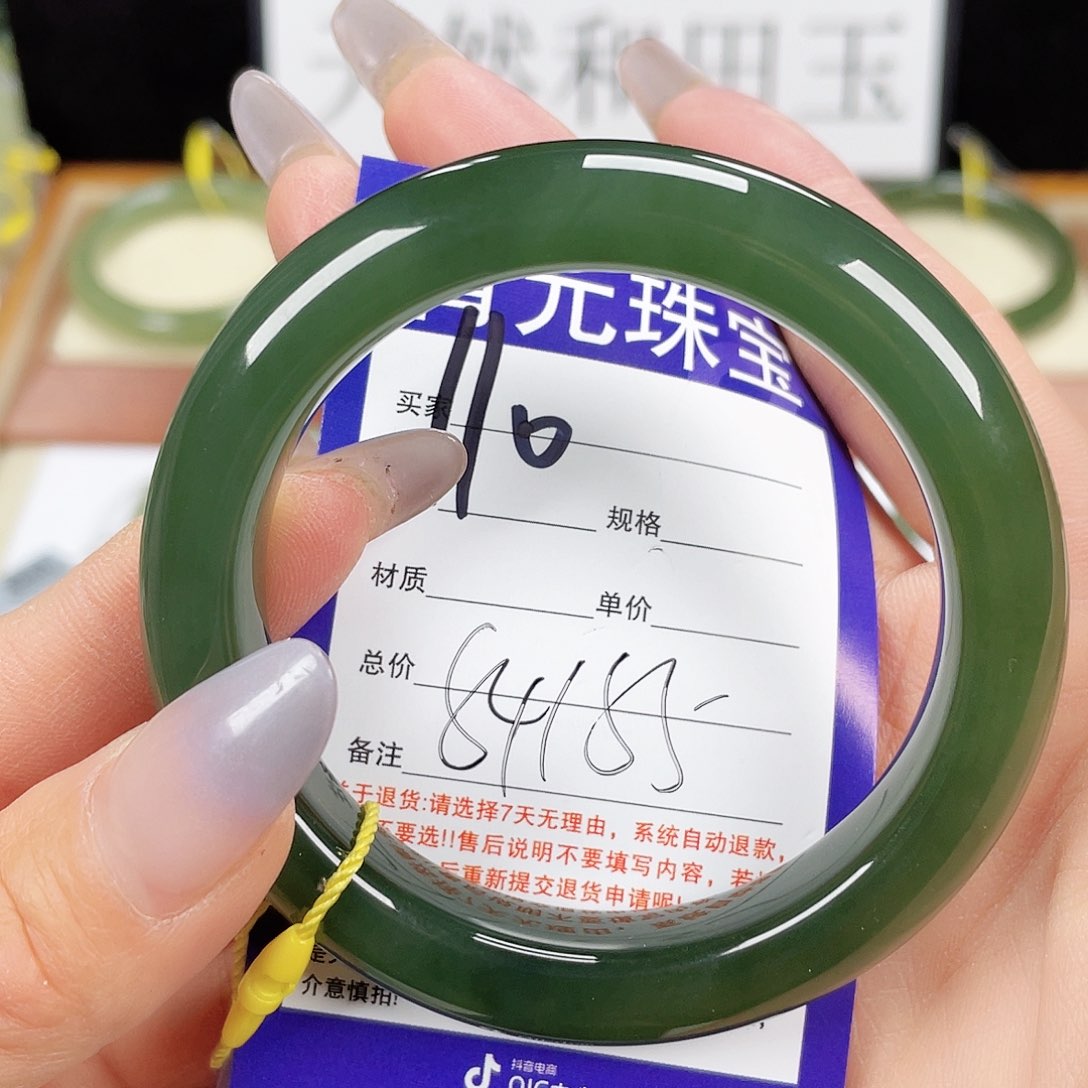 天然和田玉
元珠宝
买家
110
规格
材质
单价
总价
84185
备注
于退货:请选择7天无理由，系统自动退款，
不要选!!售后说明不要填写内容，若
后重新提交退货申请呢!
介意慎拍!
抖音电商